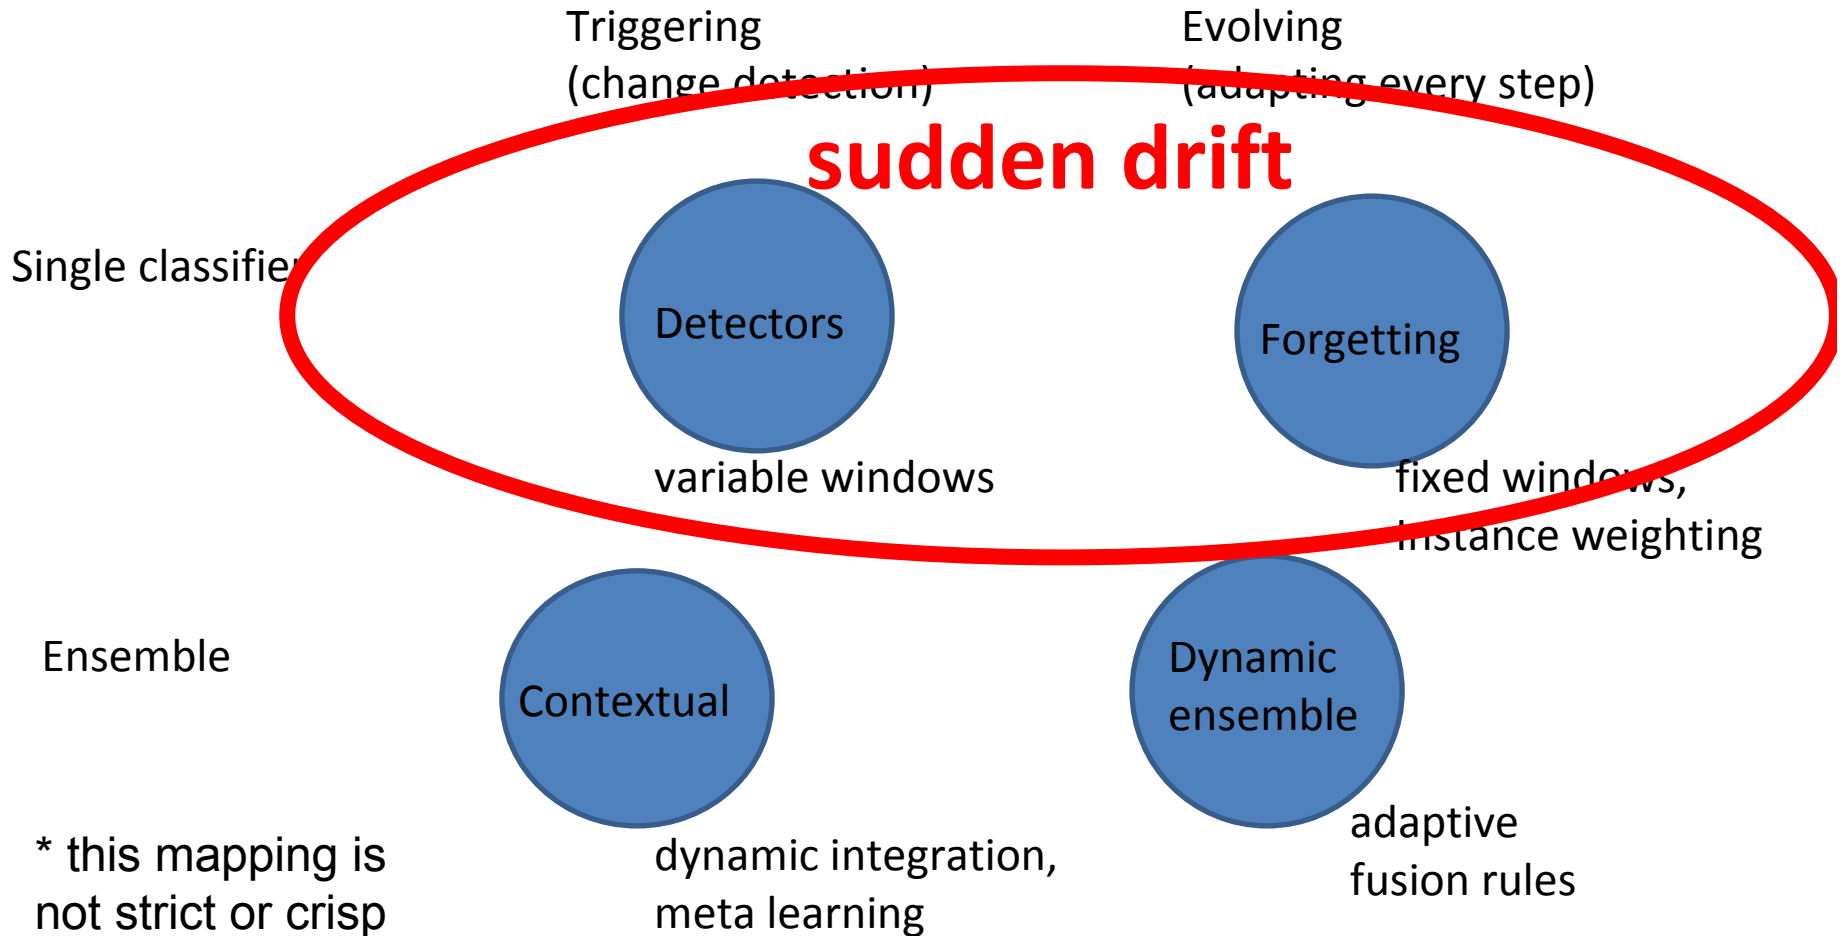 Triggering
(change detection)
Evolving
(adapting every step)
sudden drift
Single classifier
Detectors
Forgetting
variable windows
fixed windows,
instance weighting
Ensemble
Contextual
Dynamic
ensemble
adaptive
fusion rules
* this mapping is
not strict or crisp
dynamic integration,
meta learning